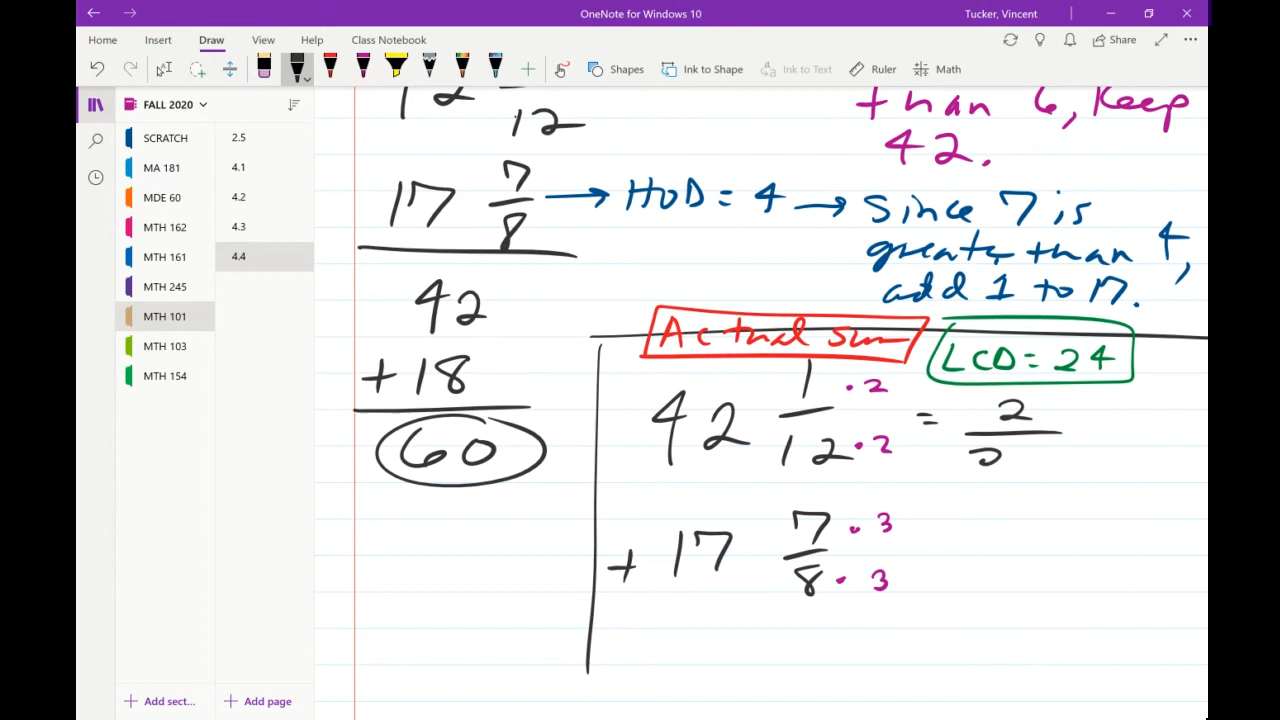 OneNote for Windows 10
Tucker, Vincent
Home Insert Draw View Help Class Notebook
Share
Shapes Ink to Shape Ink to Text Ruler Math
FALL 2020
SCRATCH
MA 181
MDE 60
MTH 162
MTH 161
MTH 245
MTH 101
MTH 103
MTH 154
2.5
4.1
4.2
4.3
4.4
Add sect...
Add page
12
than 6, Keep
42.
17 7/8 → HoD = 4 → Since 7 is
greater than 4,
add 1 to 17.
42
+ 18
60
Actual sum
LCD = 24
42 1/12 · 2 · 2 = 2/2
+ 17 7/8 · 3 · 3